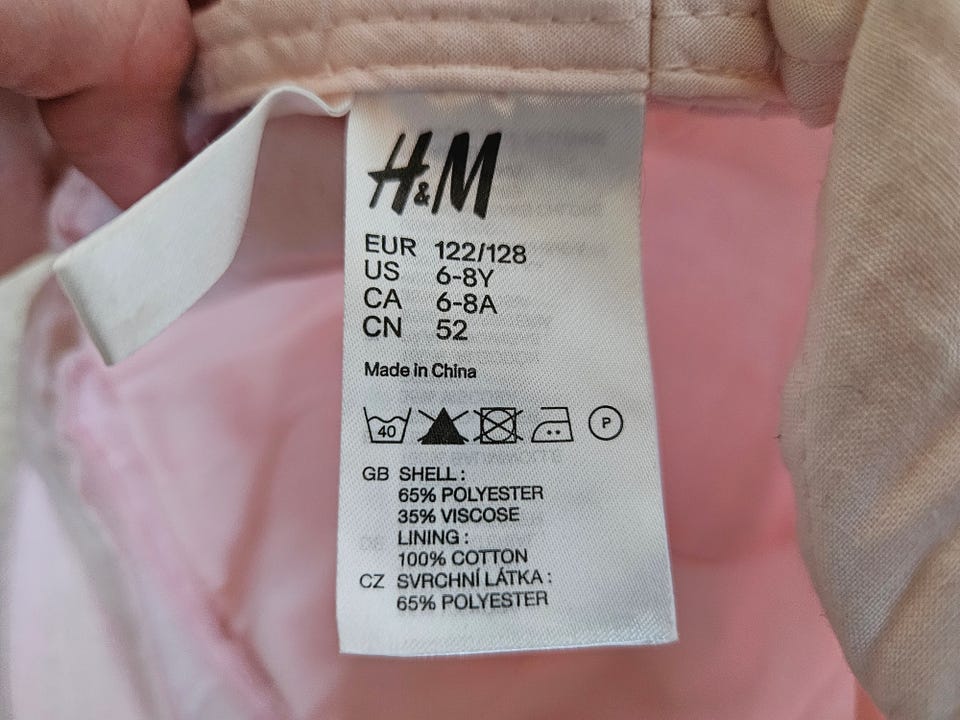 H&M
EUR 122/128
US 6-8Y
CA 6-8A
CN 52
Made in China
40 P
GB SHELL:
65% POLYESTER
35% VISCOSE
LINING:
100% COTTON
CZ SVRCHNÍ LÁTKA:
65% POLYESTER